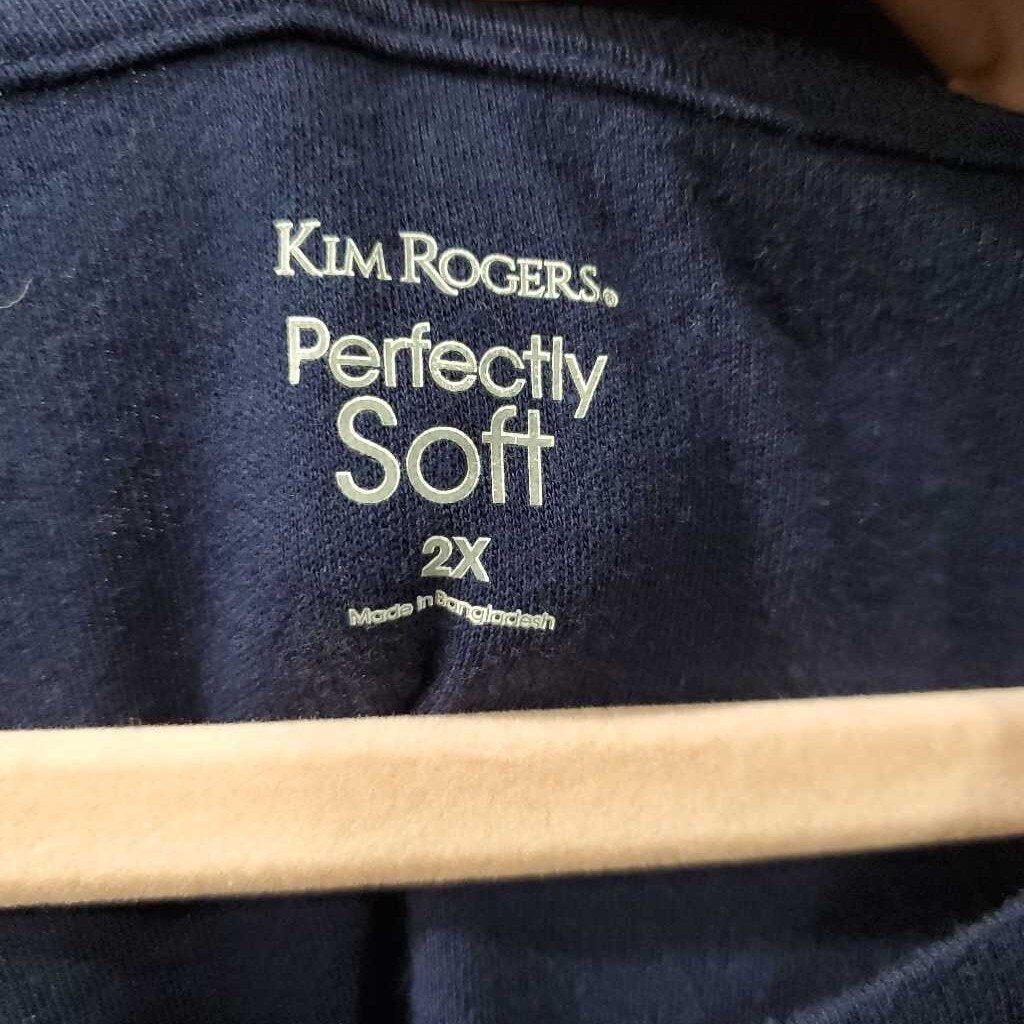 KIM ROGERS®
Perfectly
Soft
2X
Made in Bangladesh